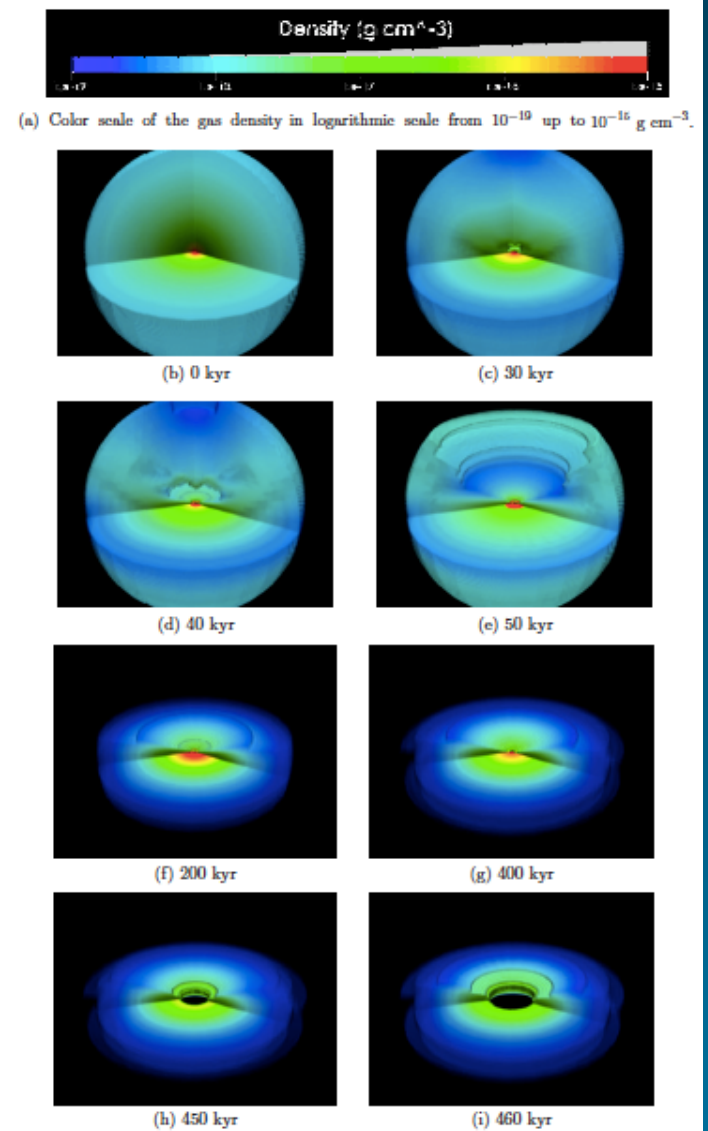 Density (g cm^-3)
(a) Color scale of the gas density in logarithmic scale from 10⁻¹⁹ up to 10⁻¹⁵ g cm⁻³.
(b) 0 kyr
(c) 30 kyr
(d) 40 kyr
(e) 50 kyr
(f) 200 kyr
(g) 400 kyr
(h) 450 kyr
(i) 460 kyr